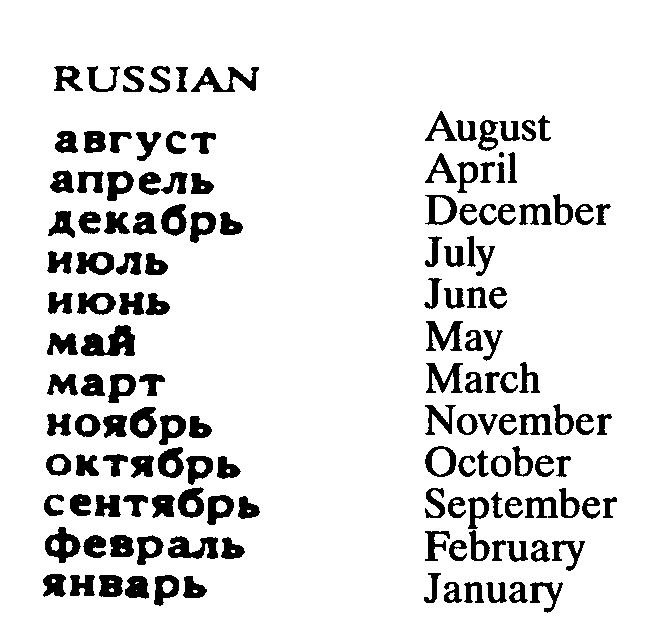 RUSSIAN
август August
апрель April
декабрь December
июль July
июнь June
май May
март March
ноябрь November
октябрь October
сентябрь September
февраль February
январь January